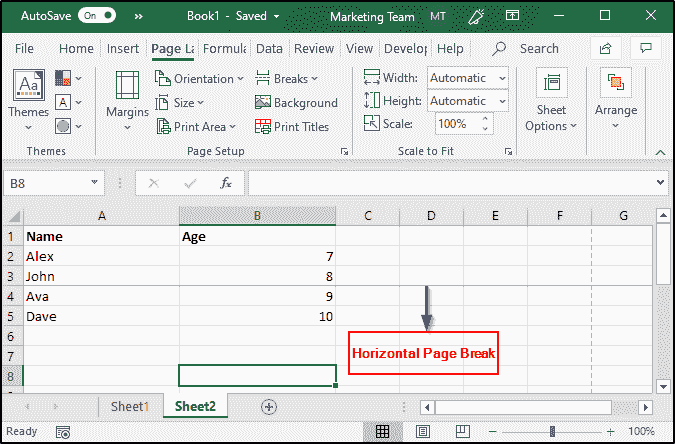 AutoSave On Book1 - Saved Marketing Team MT
File Home Insert Page La Formula Data Review View Develop Help Search
Themes Margins Orientation Breaks Width: Automatic Sheet Options Arrange
A Size Background Height: Automatic
Print Area Print Titles Scale: 100%
Themes Page Setup Scale to Fit
B8 fx
A B C D E F G
1 Name Age
2 Alex 7
3 John 8
4 Ava 9
5 Dave 10
6
7 Horizontal Page Break
8
Sheet1 Sheet2
Ready 100%